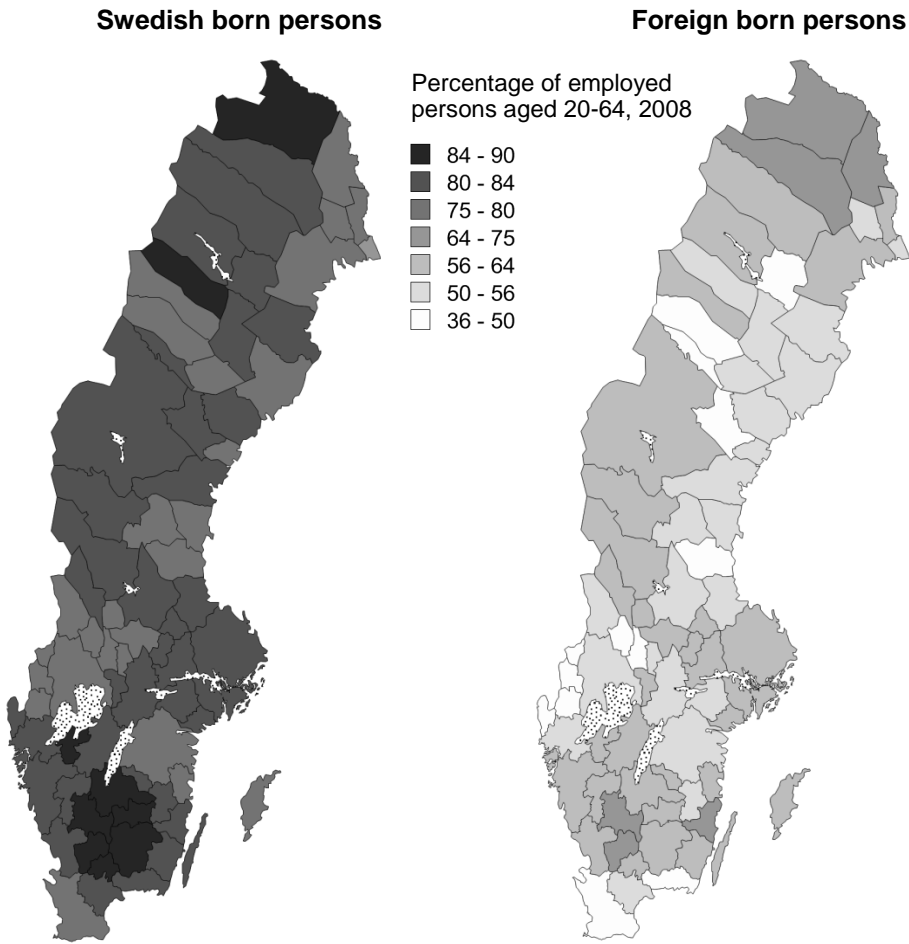 Swedish born persons
Foreign born persons
Percentage of employed
persons aged 20-64, 2008
84 - 90
80 - 84
75 - 80
64 - 75
56 - 64
50 - 56
36 - 50